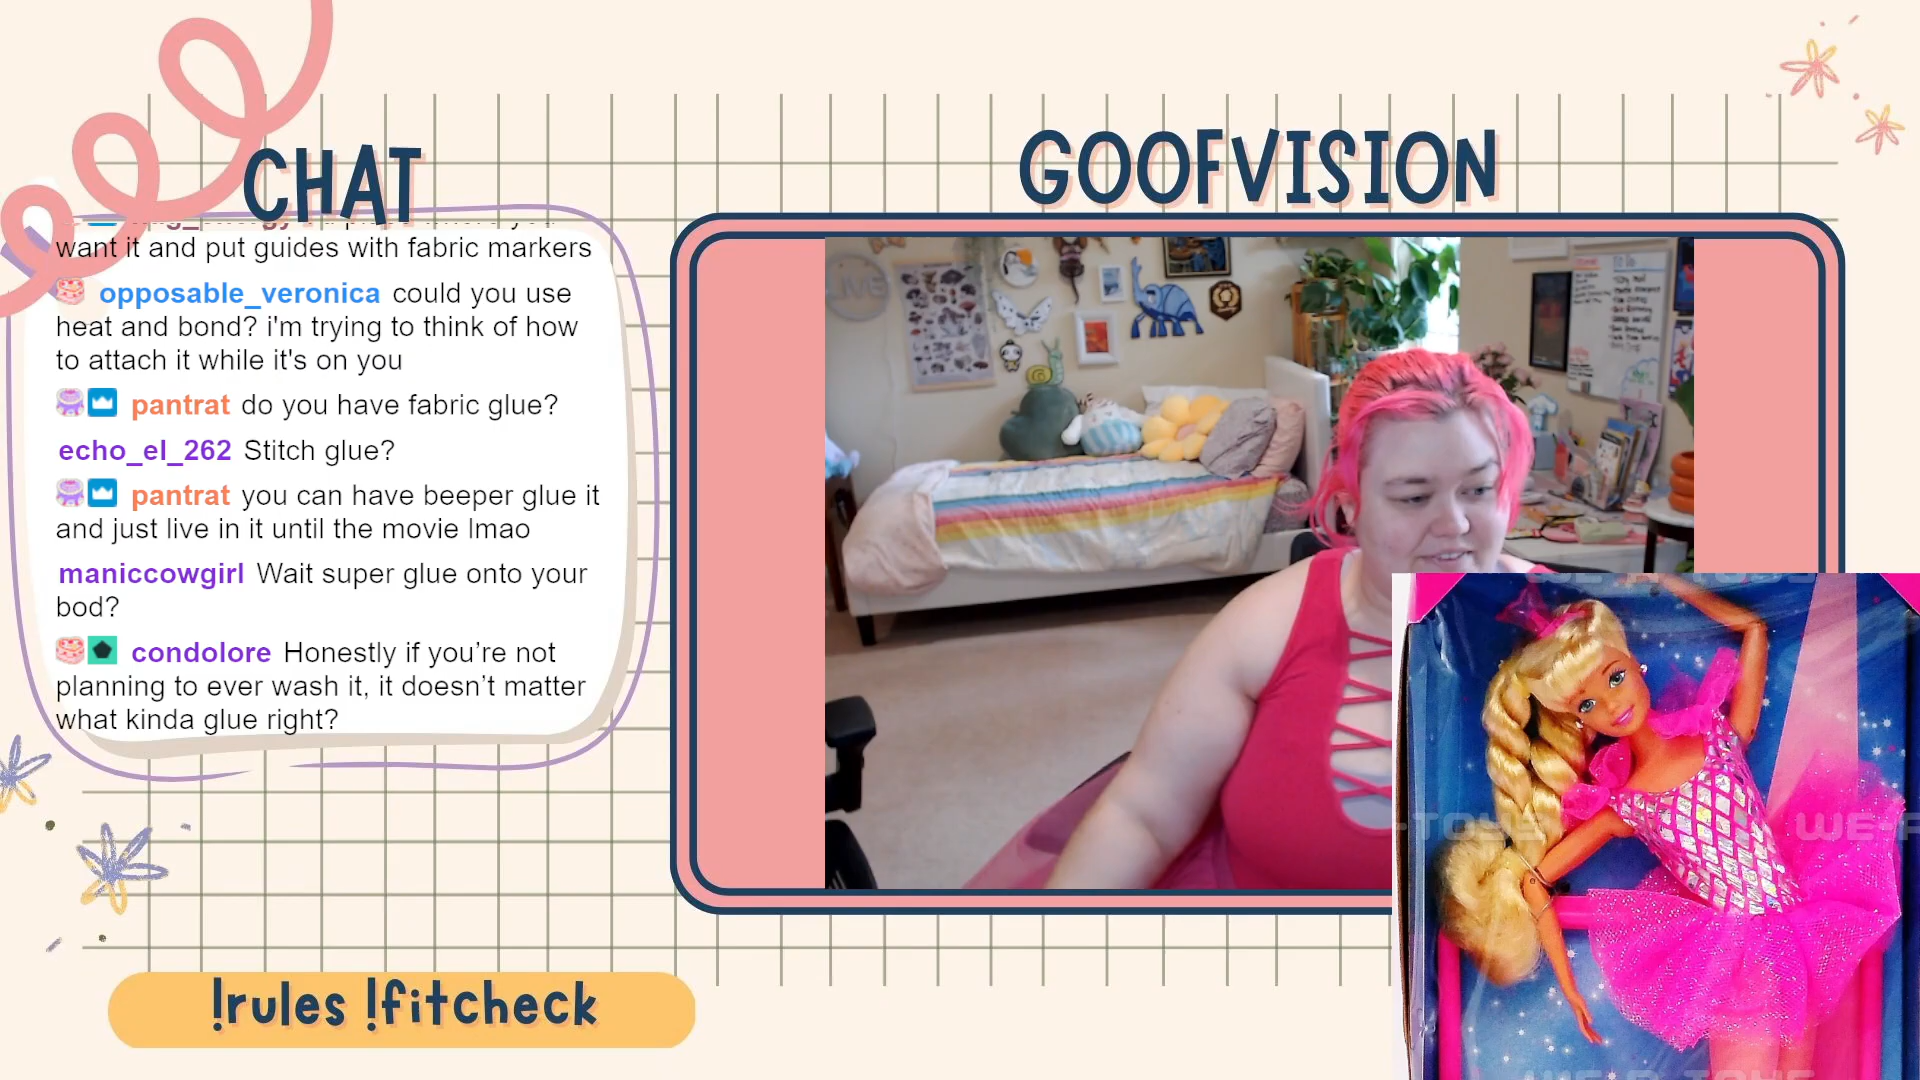 CHAT
GOOFVISION
want it and put guides with fabric markers
opposable_veronica could you use
heat and bond? i'm trying to think of how
to attach it while it's on you
pantrat do you have fabric glue?
echo_el_262 Stitch glue?
pantrat you can have beeper glue it
and just live in it until the movie lmao
maniccowgirl Wait super glue onto your
bod?
condolore Honestly if you’re not
planning to ever wash it, it doesn’t matter
what kinda glue right?
!rules !fitcheck